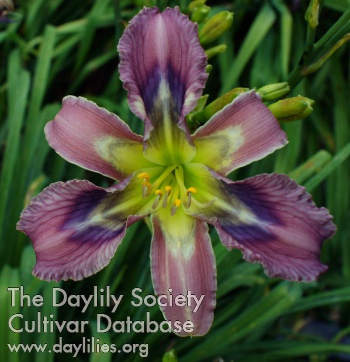 The Daylily Society
Cultivar Database
www.daylilies.org